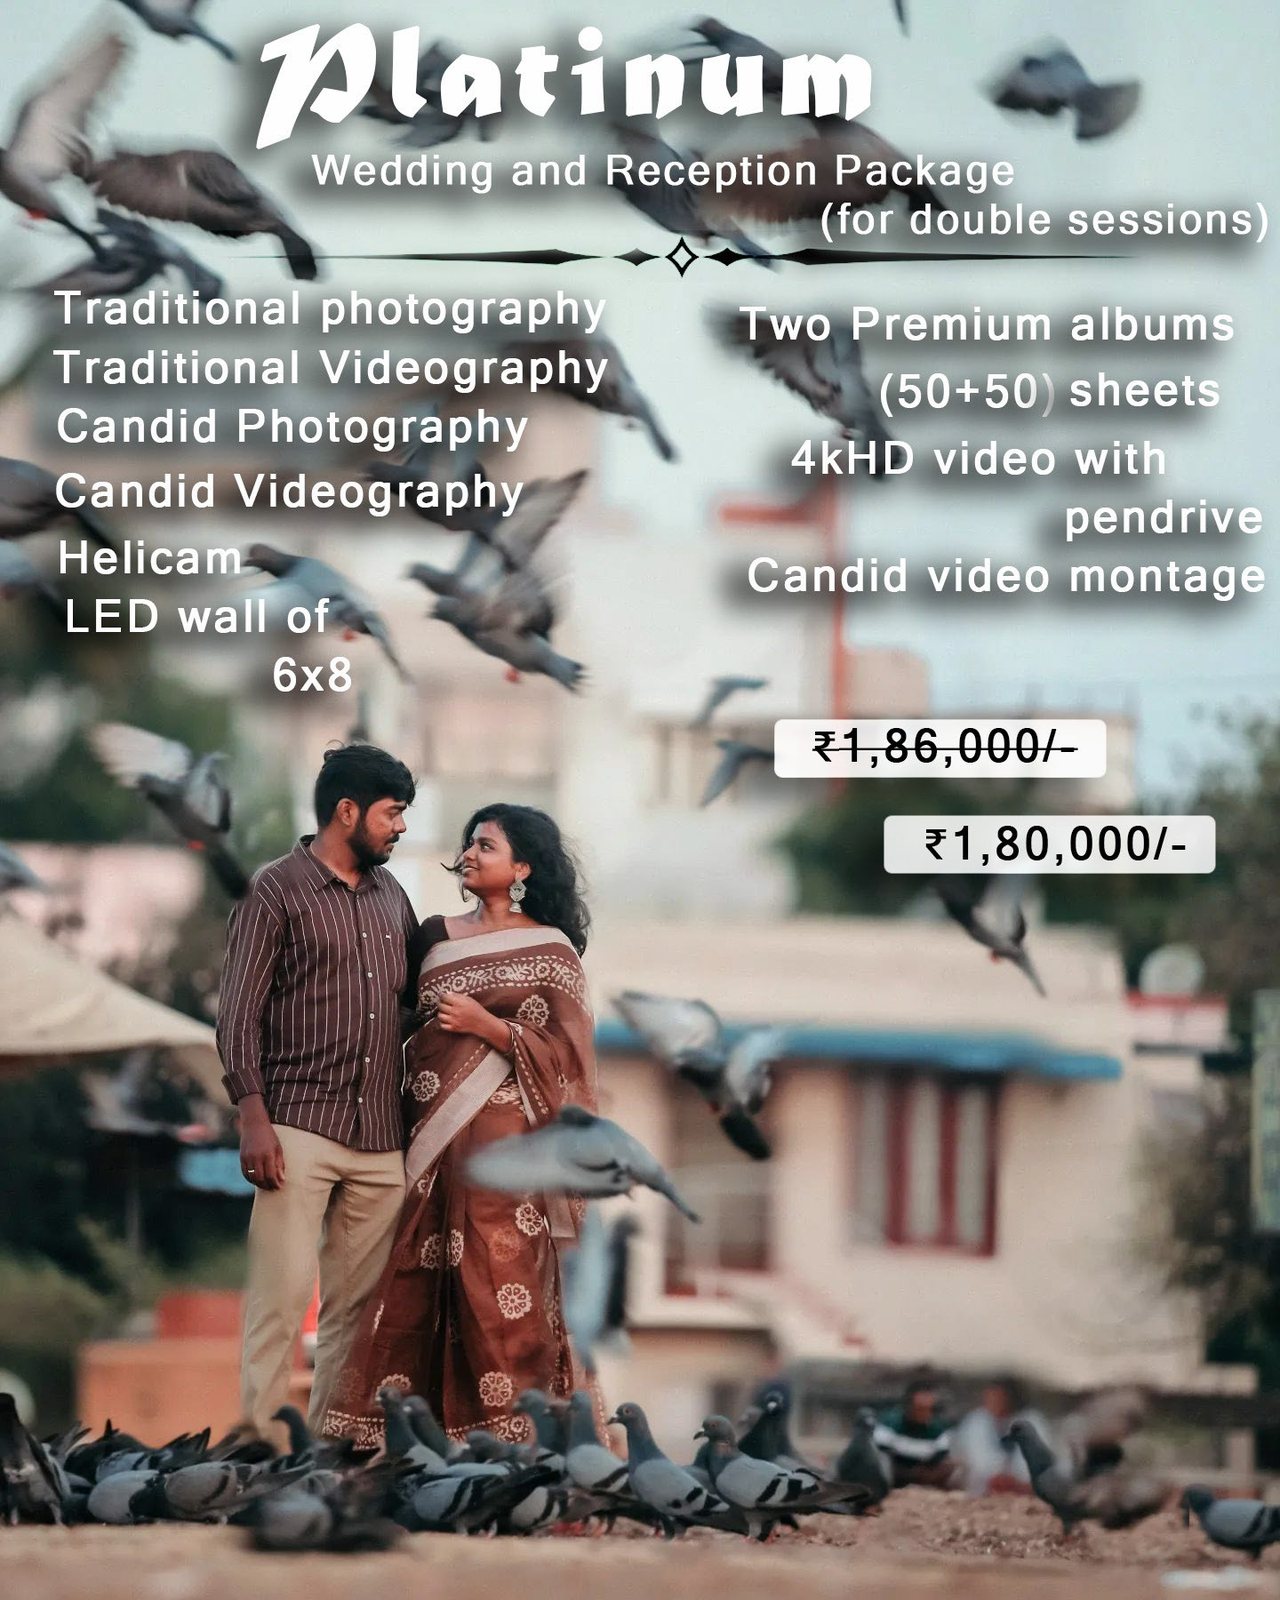 Platinum
Wedding and Reception Package
(for double sessions)
Traditional photography
Traditional Videography
Candid Photography
Candid Videography
Helicam
LED wall of
6x8
Two Premium albums
(50+50) sheets
4kHD video with
pendrive
Candid video montage
₹1,86,000/-
₹1,80,000/-